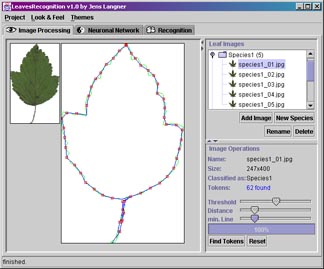 LeavesRecognition v1.0 by Jens Langner
Project Look & Feel Themes
Image Processing Neuronal Network Recognition
Leaf Images
Species1 (5)
species1_01.jpg
species1_02.jpg
species1_03.jpg
species1_04.jpg
species1_05.jpg
Add Image New Species
Rename Delete
Image Operations
Name: species1_01.jpg
Size: 247x400
Classified as: Species1
Tokens: 62 found
Threshold
Distance
min. Line
100%
Find Tokens Reset
finished.